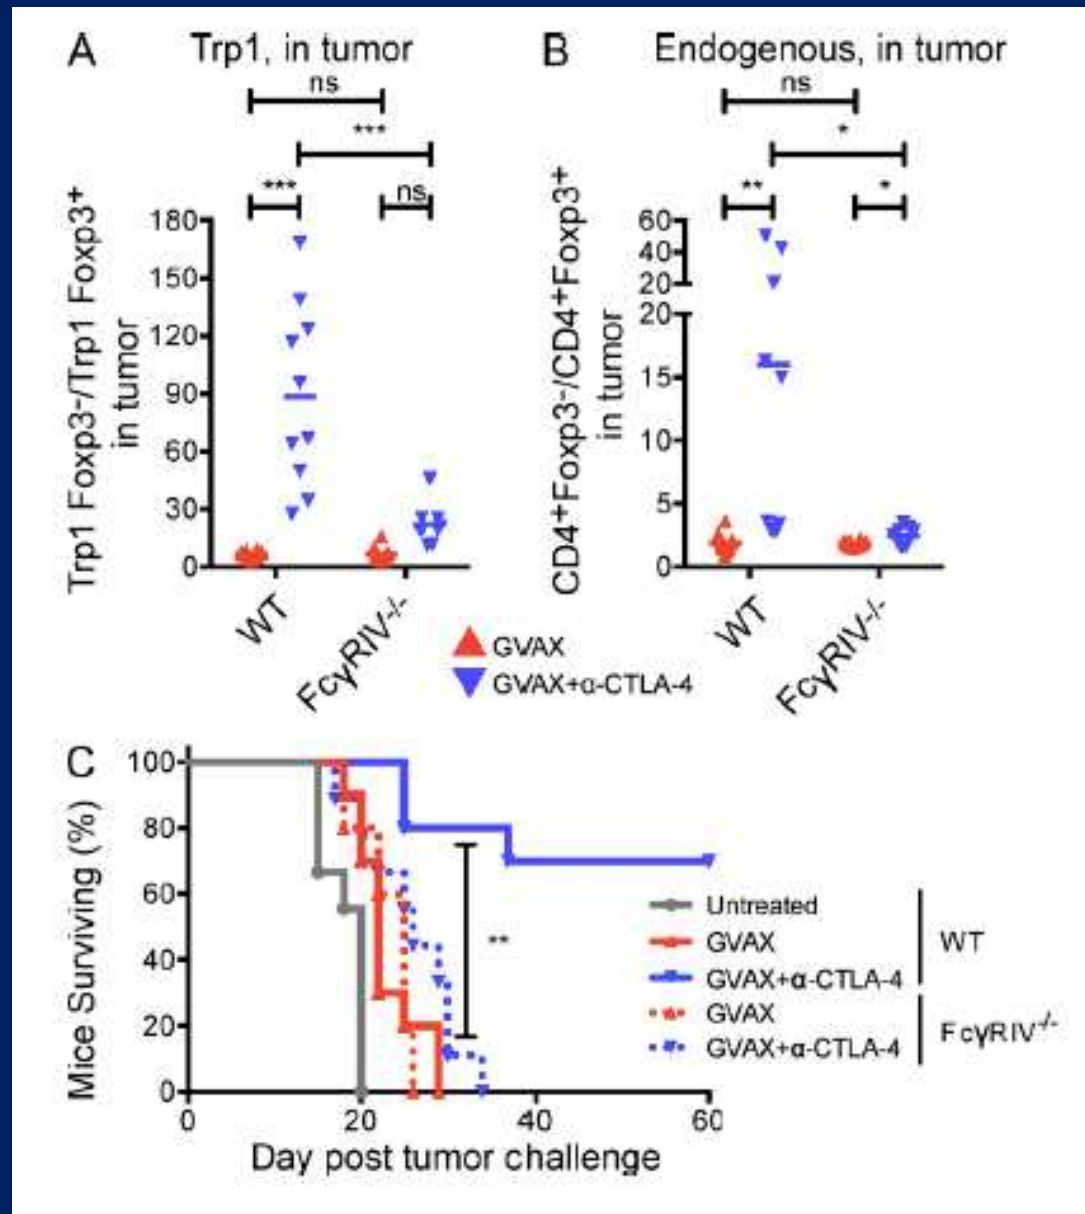 A Trp1, in tumor
ns
***
*** ns
Trp1 Foxp3-/Trp1 Foxp3+
in tumor
180
150
120
90
60
30
0
WT
FcγRIV-/-
B Endogenous, in tumor
ns
*
** *
CD4+Foxp3-/CD4+Foxp3+
in tumor
60
40
20
20
15
10
5
0
WT
FcγRIV-/-
GVAX
GVAX+α-CTLA-4
C
Mice Surviving (%)
100
80
60
40
20
0
**
0 20 40 60
Day post tumor challenge
Untreated
GVAX
GVAX+α-CTLA-4
WT
GVAX
GVAX+α-CTLA-4
FcγRIV-/-